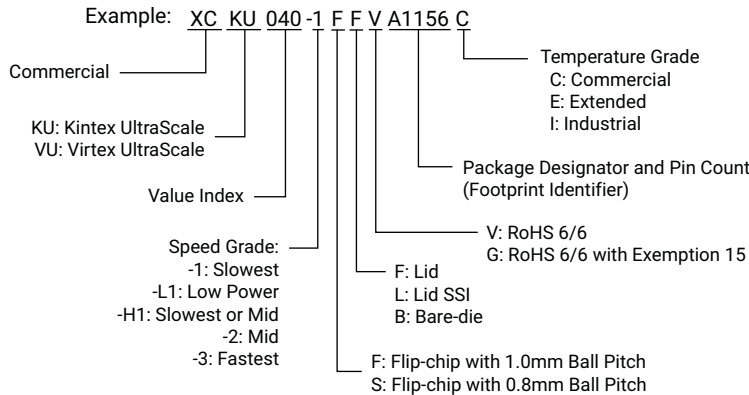 Example: XC KU 040 -1 F F V A1156 C
Commercial
KU: Kintex UltraScale
VU: Virtex UltraScale
Value Index
Speed Grade:
-1: Slowest
-L1: Low Power
-H1: Slowest or Mid
-2: Mid
-3: Fastest
Temperature Grade
C: Commercial
E: Extended
I: Industrial
Package Designator and Pin Count
(Footprint Identifier)
V: RoHS 6/6
G: RoHS 6/6 with Exemption 15
F: Lid
L: Lid SSI
B: Bare-die
F: Flip-chip with 1.0mm Ball Pitch
S: Flip-chip with 0.8mm Ball Pitch